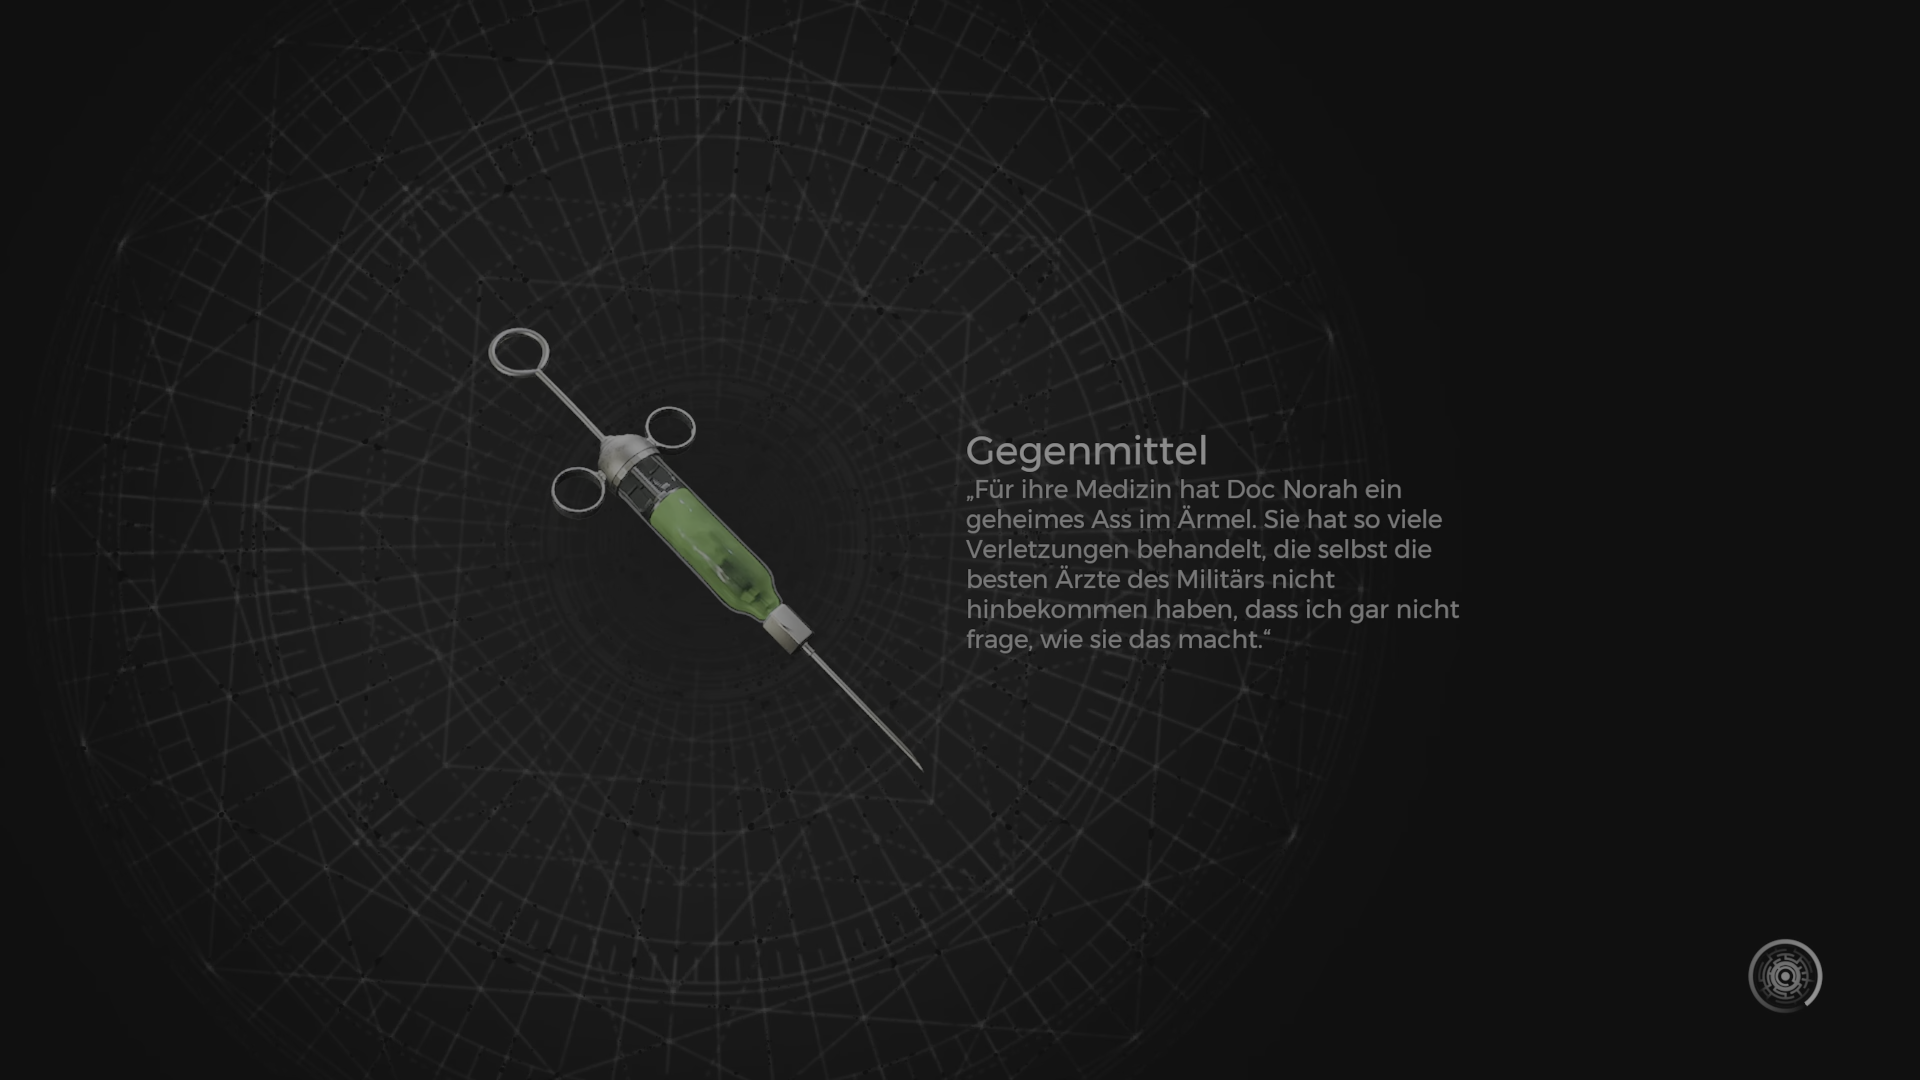 Gegenmittel
„Für ihre Medizin hat Doc Norah ein
geheimes Ass im Ärmel. Sie hat so viele
Verletzungen behandelt, die selbst die
besten Ärzte des Militärs nicht
hinbekommen haben, dass ich gar nicht
frage, wie sie das macht.“